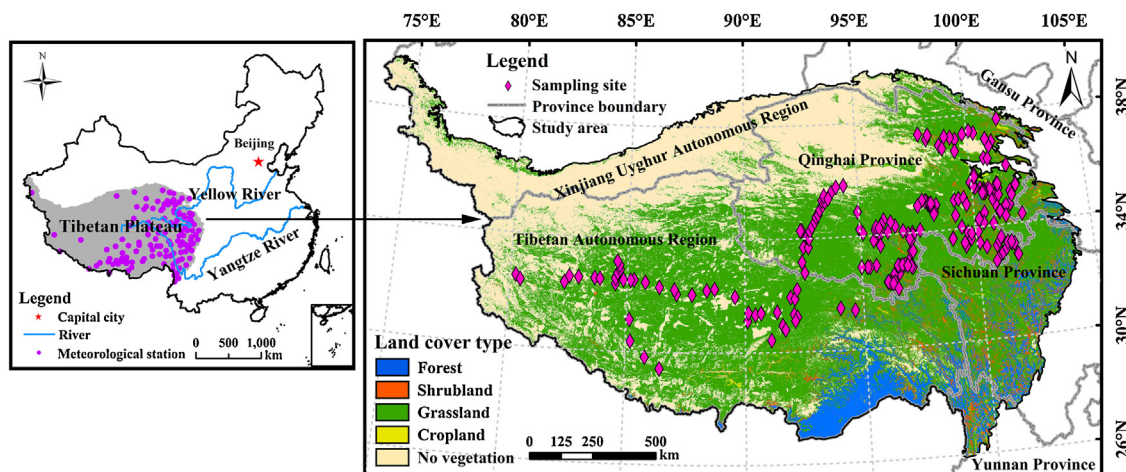 N
Beijing
Yellow River
Tibetan Plateau
Yangtze River
Legend
Capital city
River
Meteorological station
0 500 1,000
km
75°E 80°E 85°E 90°E 95°E 100°E 105°E
Legend
Sampling site
Province boundary
Study area
N
Gansu Province
38°N
Xinjiang Uyghur Autonomous Region
Qinghai Province
34°N
Tibetan Autonomous Region
Sichuan Province
30°N
Land cover type
Forest
Shrubland
Grassland
Cropland
No vegetation
0 125 250 500
km
26°N
Yunnan Province